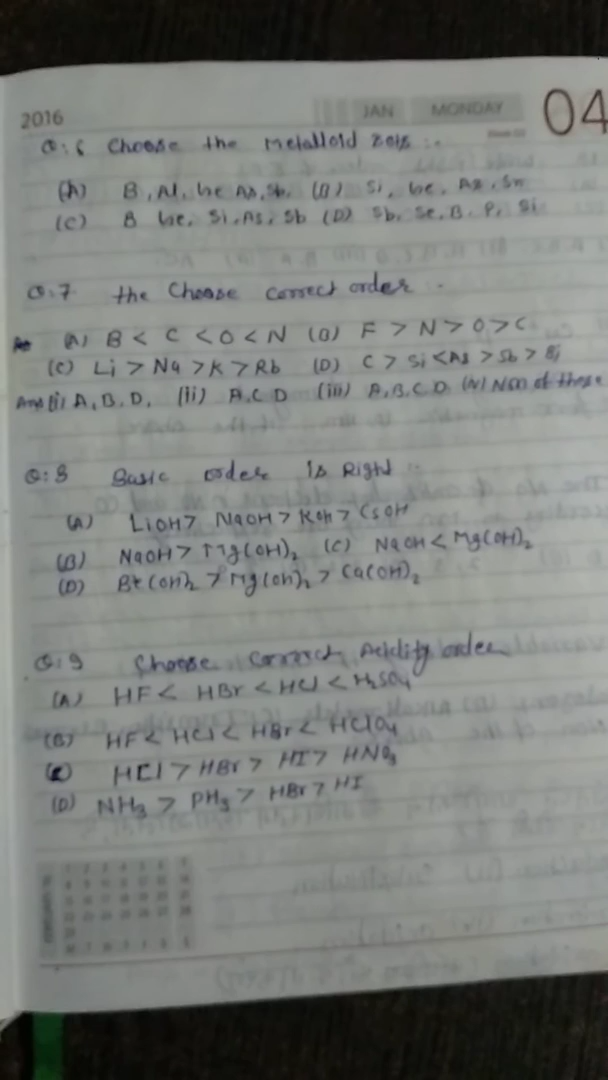 2016 JAN MONDAY 04
Q:6 Choose the Metalloid
(A) B, Al, Ge As, Sb. (B) Si, Ge, As, Sn
(C) B Ge, Si, As, Sb (D) Sb, Se, B, P, Si
Q:7 the Choose correct order -
(A) B < C < O < N (B) F > N > O > C
(C) Li > Na > K > Rb (D) C > Si < As > Sb > Bi
Ans (i) A, B, D, (ii) A, C D (iii) A, B, C, D (iv) Non of these
Q:8 Basic order is Right :-
(A) LiOH > NaOH > KOH > CsOH
(B) NaOH > Mg(OH)2 (C) NaOH < Mg(OH)2
(D) Be(OH)2 > Mg(OH)2 > Ca(OH)2
Q:9 Choose correct Acidity order
(A) HF < HBr < HCl < H2SO4
(B) HF < HCl < HBr < HClO4
(C) HCl > HBr > HI > HNO3
(D) NH3 > PH3 > HBr > HI